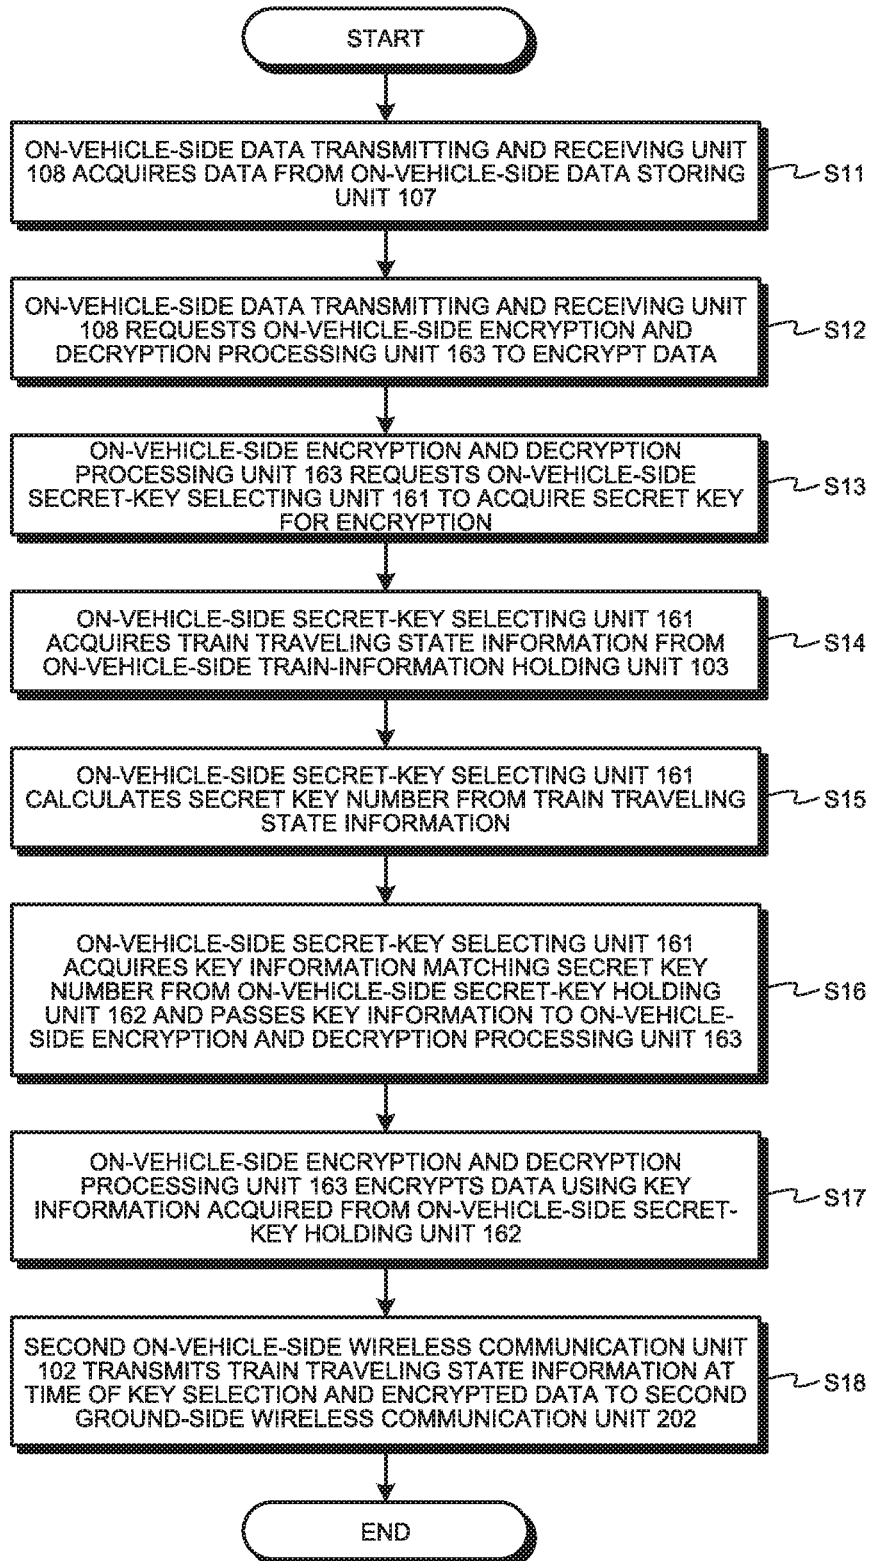 START
ON-VEHICLE-SIDE DATA TRANSMITTING AND RECEIVING UNIT
108 ACQUIRES DATA FROM ON-VEHICLE-SIDE DATA STORING
UNIT 107
S11
ON-VEHICLE-SIDE DATA TRANSMITTING AND RECEIVING UNIT
108 REQUESTS ON-VEHICLE-SIDE ENCRYPTION AND
DECRYPTION PROCESSING UNIT 163 TO ENCRYPT DATA
S12
ON-VEHICLE-SIDE ENCRYPTION AND DECRYPTION
PROCESSING UNIT 163 REQUESTS ON-VEHICLE-SIDE
SECRET-KEY SELECTING UNIT 161 TO ACQUIRE SECRET KEY
FOR ENCRYPTION
S13
ON-VEHICLE-SIDE SECRET-KEY SELECTING UNIT 161
ACQUIRES TRAIN TRAVELING STATE INFORMATION FROM
ON-VEHICLE-SIDE TRAIN-INFORMATION HOLDING UNIT 103
S14
ON-VEHICLE-SIDE SECRET-KEY SELECTING UNIT 161
CALCULATES SECRET KEY NUMBER FROM TRAIN TRAVELING
STATE INFORMATION
S15
ON-VEHICLE-SIDE SECRET-KEY SELECTING UNIT 161
ACQUIRES KEY INFORMATION MATCHING SECRET KEY
NUMBER FROM ON-VEHICLE-SIDE SECRET-KEY HOLDING
UNIT 162 AND PASSES KEY INFORMATION TO ON-VEHICLE-
SIDE ENCRYPTION AND DECRYPTION PROCESSING UNIT 163
S16
ON-VEHICLE-SIDE ENCRYPTION AND DECRYPTION
PROCESSING UNIT 163 ENCRYPTS DATA USING KEY
INFORMATION ACQUIRED FROM ON-VEHICLE-SIDE SECRET-
KEY HOLDING UNIT 162
S17
SECOND ON-VEHICLE-SIDE WIRELESS COMMUNICATION UNIT
102 TRANSMITS TRAIN TRAVELING STATE INFORMATION AT
TIME OF KEY SELECTION AND ENCRYPTED DATA TO SECOND
GROUND-SIDE WIRELESS COMMUNICATION UNIT 202
S18
END